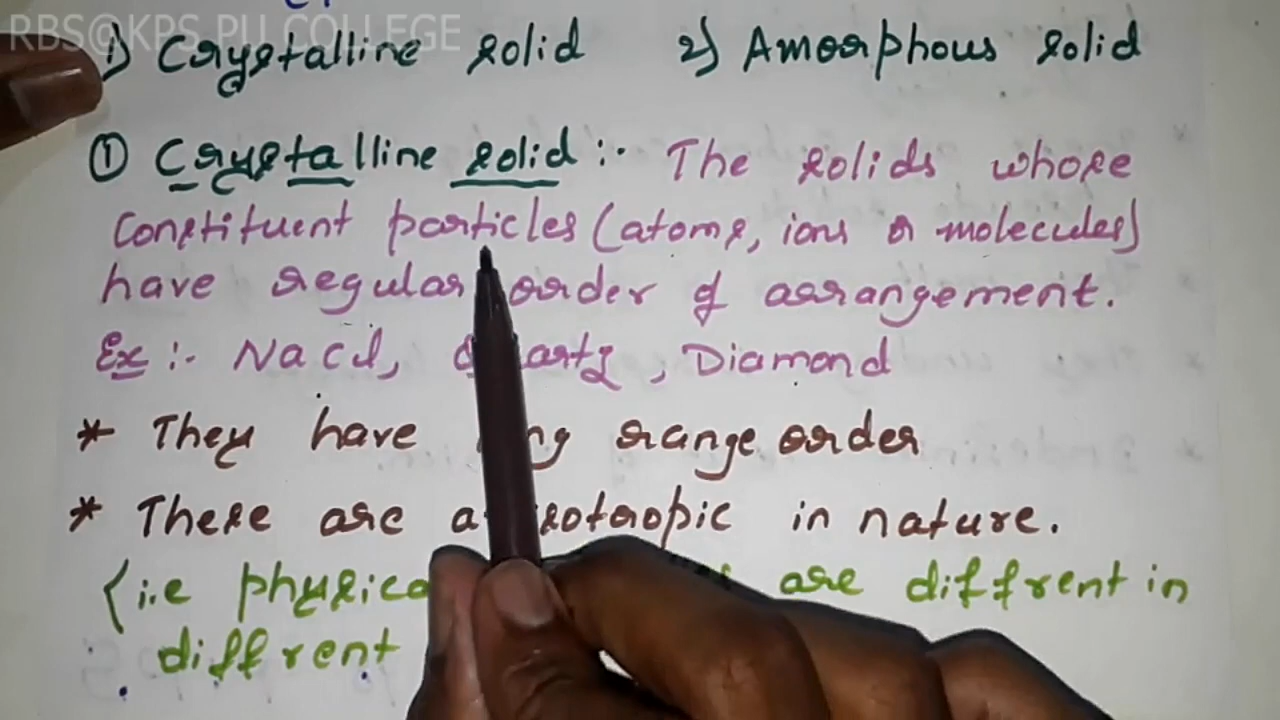 RBS@KPS PU COLLEGE
1) Crystalline solid 2) Amorphous solid
① Crystalline solid :- The solids whose
constituent particles (atoms, ions or molecules)
have regular order of arrangement.
Ex :- NaCl, , Diamond
* They have range order
* These are in nature.
(i.e are diffrent in
diffrent